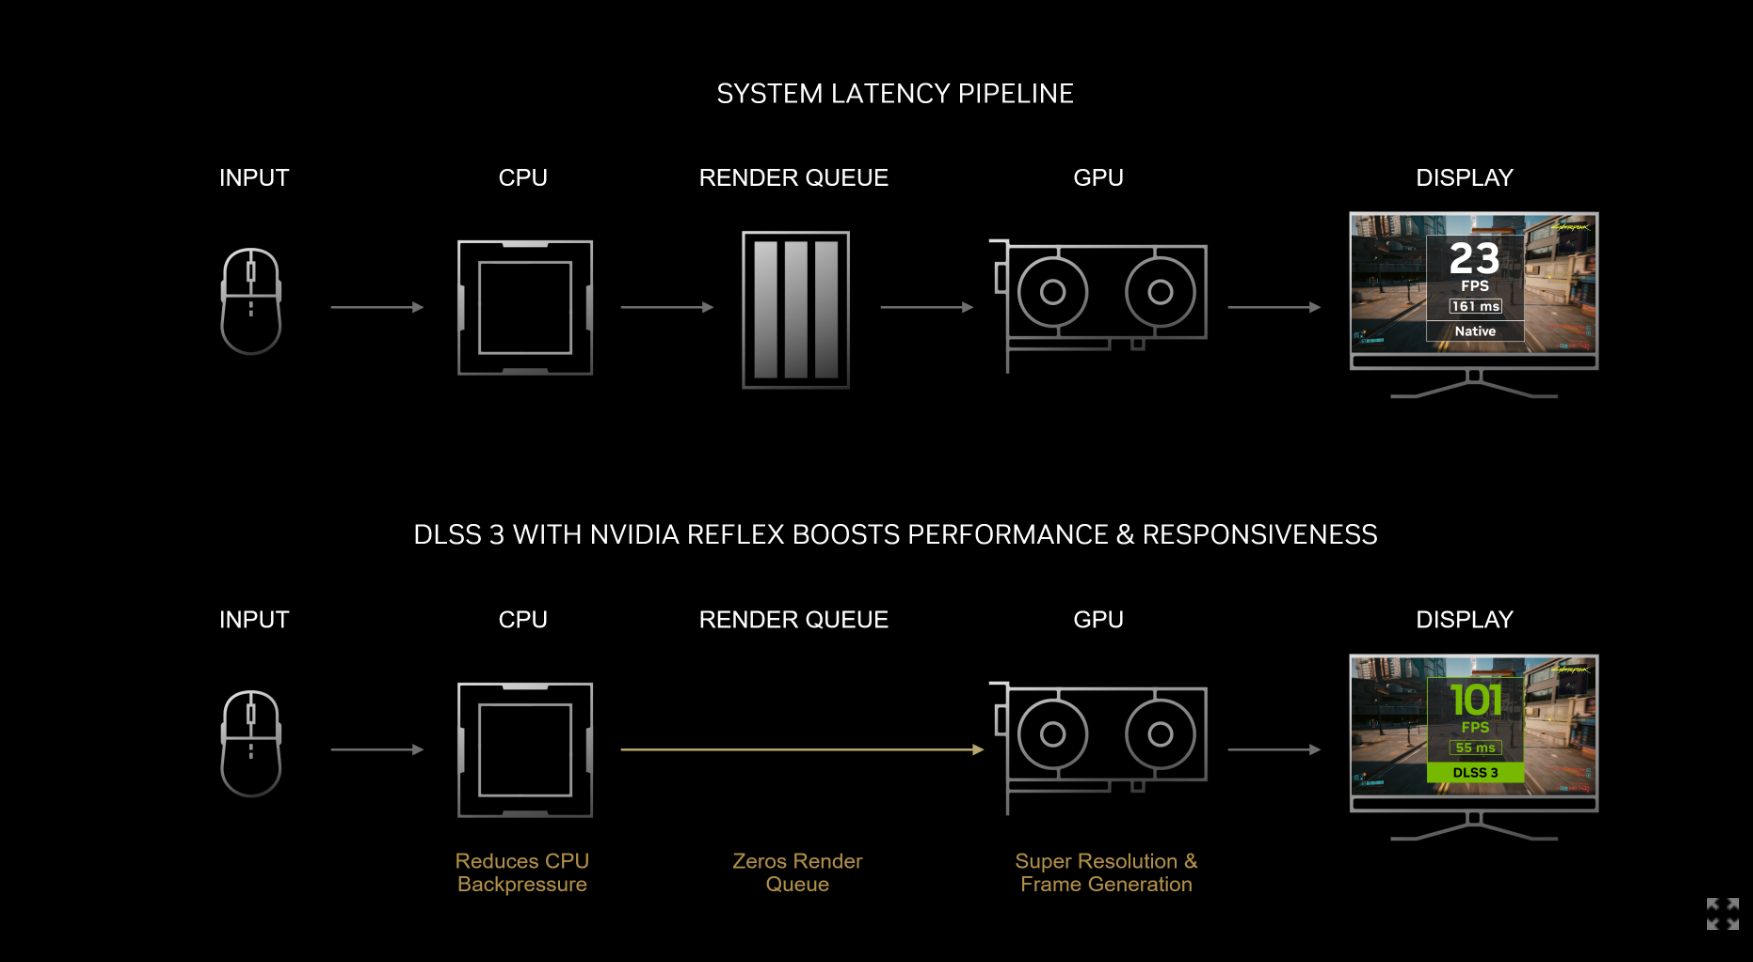 SYSTEM LATENCY PIPELINE
INPUT CPU RENDER QUEUE GPU DISPLAY
23
FPS
161 ms
Native
DLSS 3 WITH NVIDIA REFLEX BOOSTS PERFORMANCE & RESPONSIVENESS
INPUT CPU RENDER QUEUE GPU DISPLAY
101
FPS
55 ms
DLSS 3
Reduces CPU
Backpressure
Zeros Render
Queue
Super Resolution &
Frame Generation